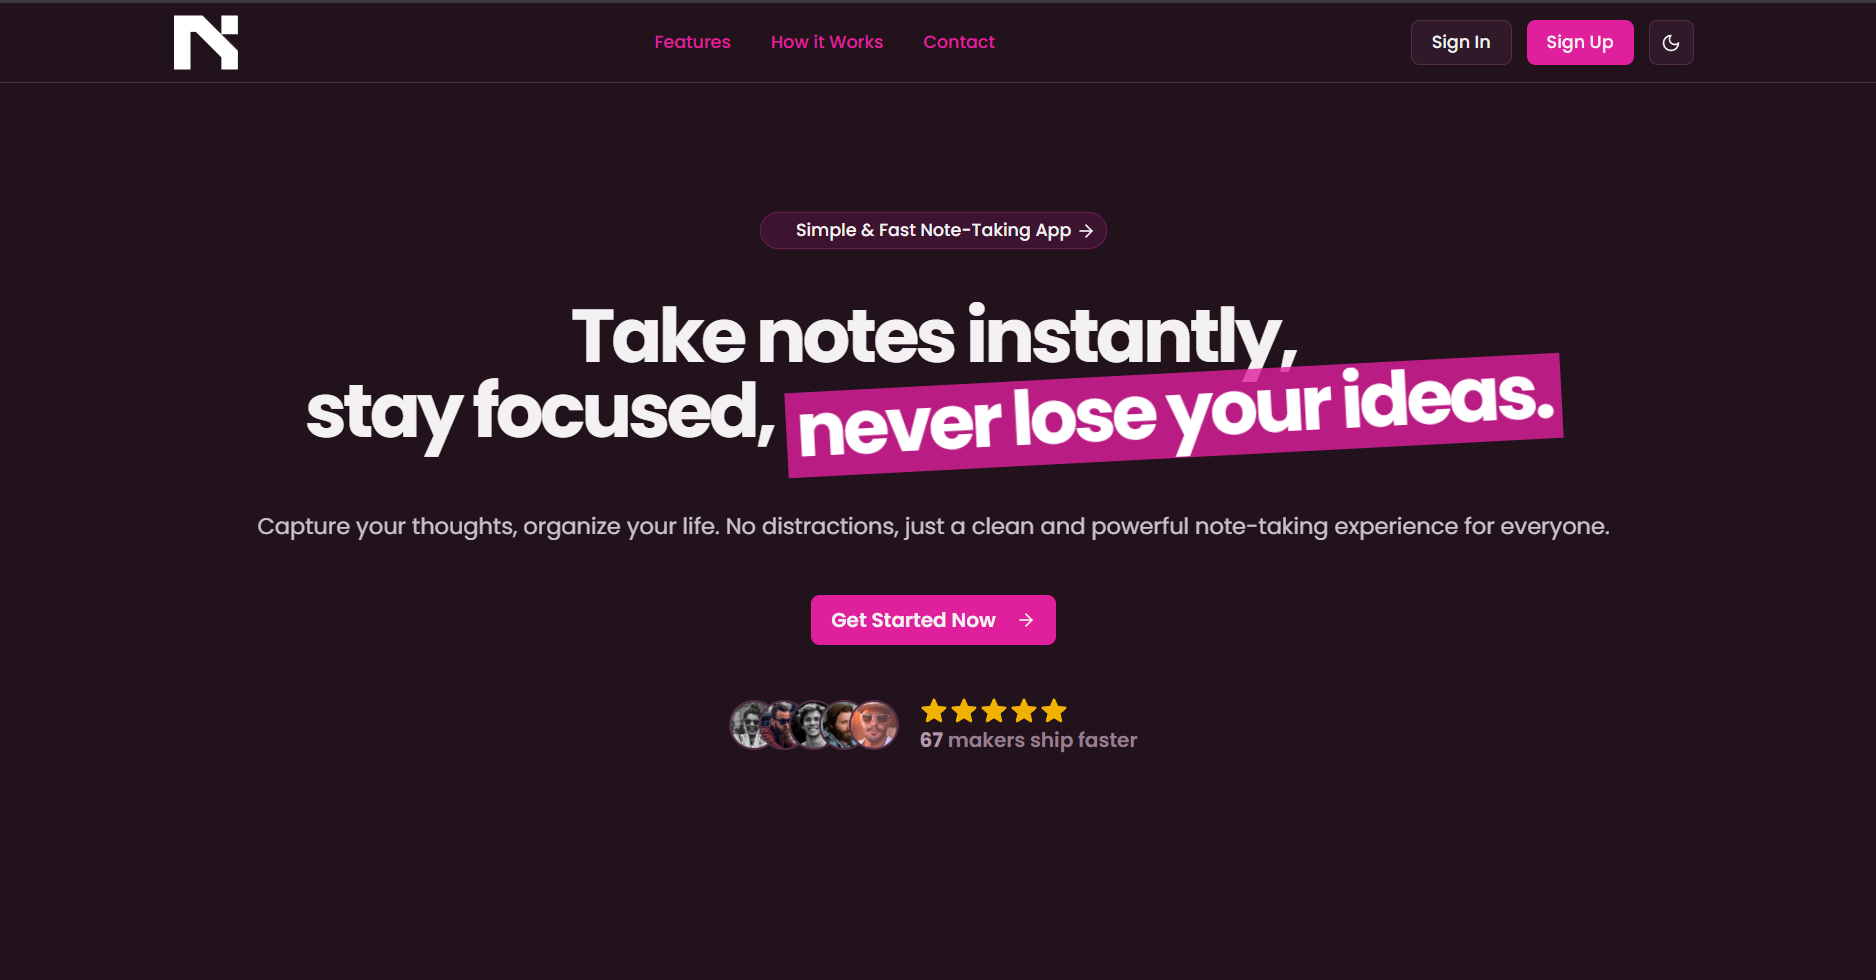 Features
How it Works
Contact
Sign In
Sign Up
Simple & Fast Note-Taking App →
Take notes instantly,
stay focused, never lose your ideas.
Capture your thoughts, organize your life. No distractions, just a clean and powerful note-taking experience for everyone.
Get Started Now →
67 makers ship faster